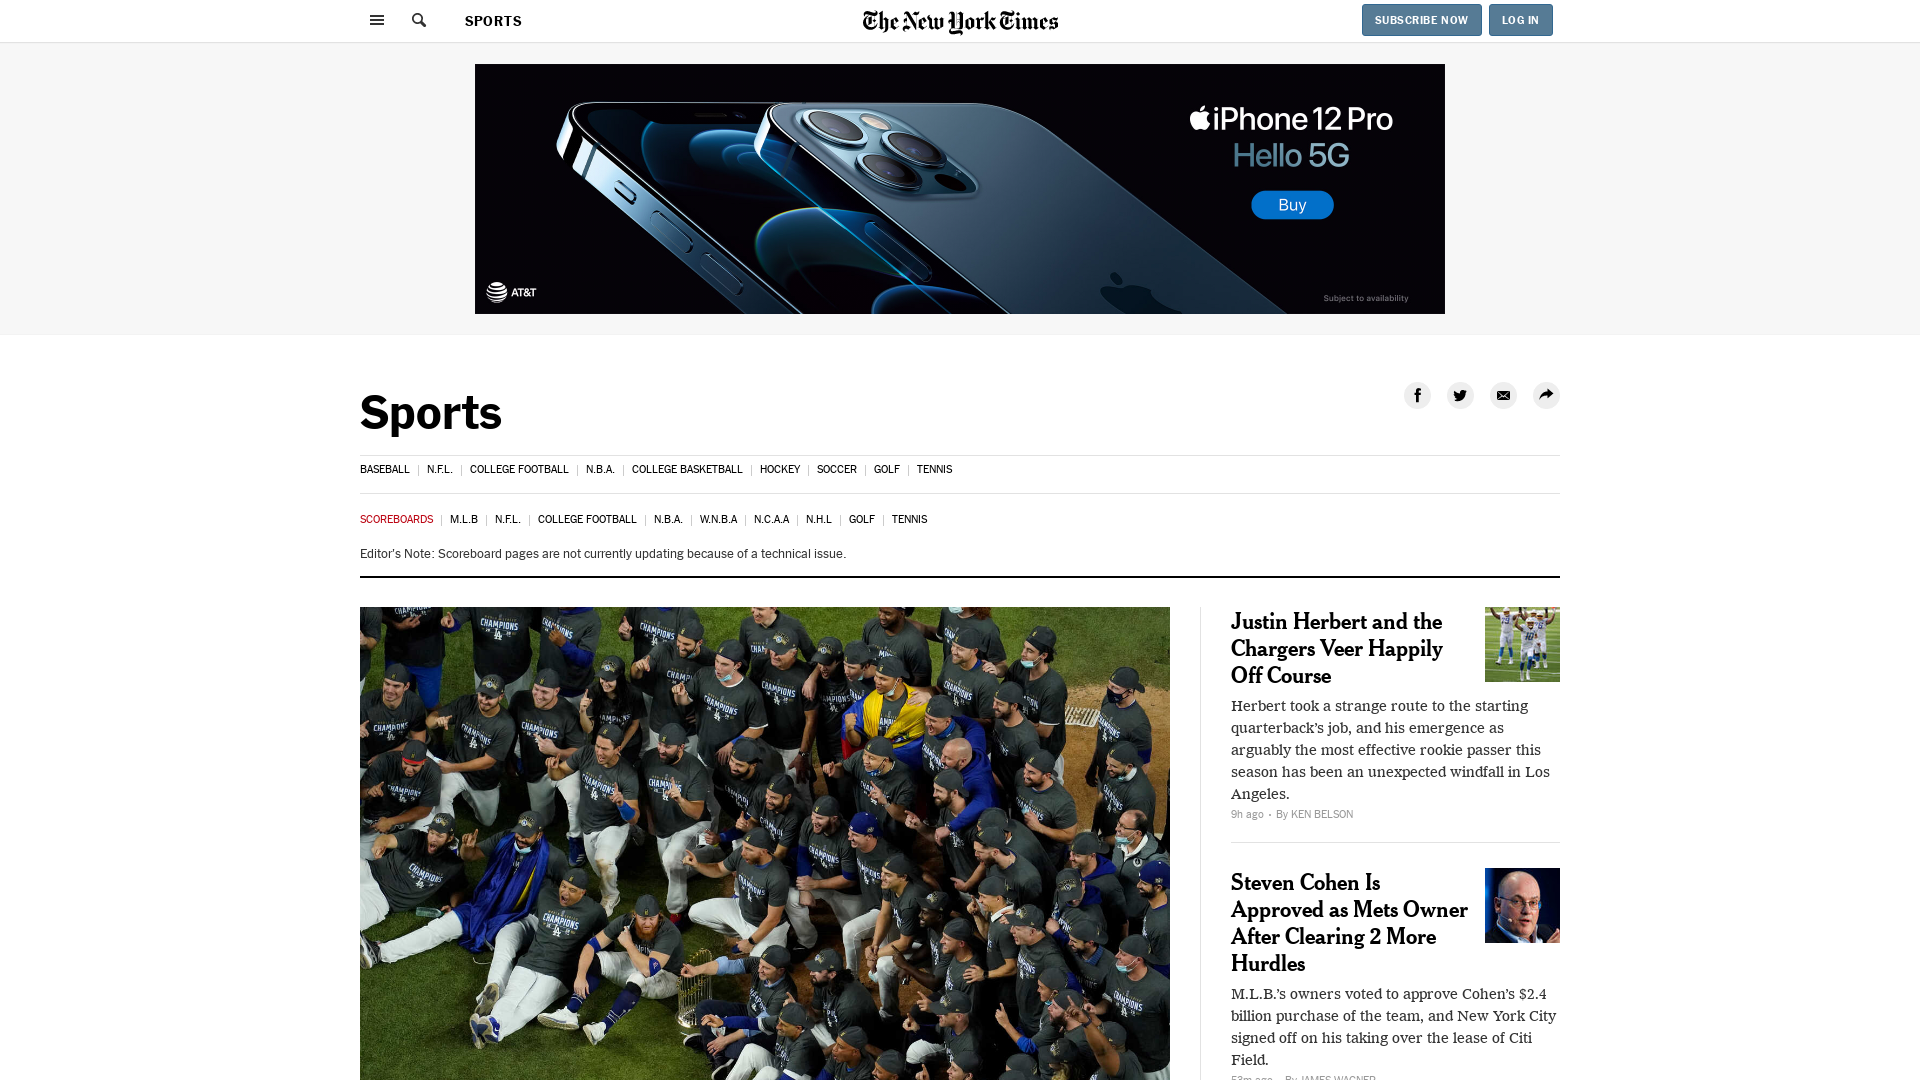 SPORTS
The New York Times
SUBSCRIBE NOW
LOG IN
iPhone 12 Pro
Hello 5G
Buy
AT&T
Subject to availability
Sports
BASEBALL | N.F.L. | COLLEGE FOOTBALL | N.B.A. | COLLEGE BASKETBALL | HOCKEY | SOCCER | GOLF | TENNIS
SCOREBOARDS | M.L.B | N.F.L. | COLLEGE FOOTBALL | N.B.A. | W.N.B.A | N.C.A.A | N.H.L | GOLF | TENNIS
Editor's Note: Scoreboard pages are not currently updating because of a technical issue.
CHAMPIONS
Justin Herbert and the
Chargers Veer Happily
Off Course
Herbert took a strange route to the starting
quarterback’s job, and his emergence as
arguably the most effective rookie passer this
season has been an unexpected windfall in Los
Angeles.
9h ago · By KEN BELSON
Steven Cohen Is
Approved as Mets Owner
After Clearing 2 More
Hurdles
M.L.B.’s owners voted to approve Cohen’s $2.4
billion purchase of the team, and New York City
signed off on his taking over the lease of Citi
Field.
53m ago · By JAMES WAGNER